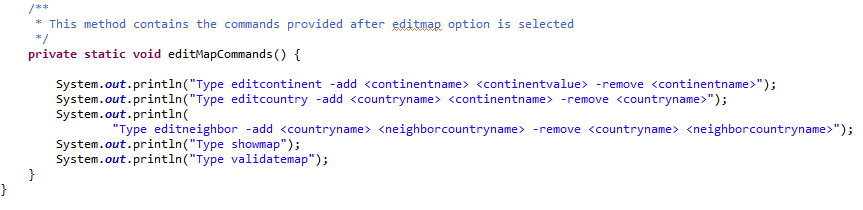 /**
 * This method contains the commands provided after editmap option is selected
 */
private static void editMapCommands() {
System.out.println("Type editcontinent -add <continentname> <continentvalue> -remove <continentname>");
System.out.println("Type editcountry -add <countryname> <continentname> -remove <countryname>");
System.out.println(
"Type editneighbor -add <countryname> <neighborcountryname> -remove <countryname> <neighborcountryname>");
System.out.println("Type showmap");
System.out.println("Type validatemap");
}
}